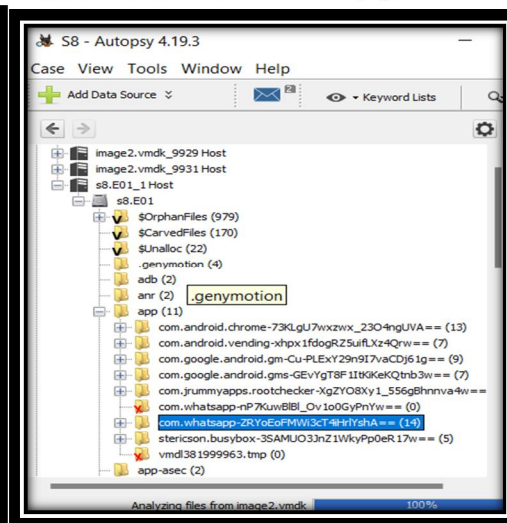 S8 - Autopsy 4.19.3
Case View Tools Window Help
Add Data Source
2
Keyword Lists
image2.vmdk_9929 Host
image2.vmdk_9931 Host
s8.E01_1 Host
s8.E01
$OrphanFiles (979)
$CarvedFiles (170)
$Unalloc (22)
.genymotion (4)
adb (2)
anr (2)
.genymotion
app (11)
com.android.chrome-73KLgU7wxzwx_23O4ngUVA== (13)
com.android.vending-xhpx1fdogRZ5uifLXz4Qrw== (7)
com.google.android.gm-Cu-PLExY29n9I7vaCDj61g== (9)
com.google.android.gms-GEvYgT8F1ItKiKeKQtnb3w== (7)
com.jrummyapps.rootchecker-XgZYO8Xy1_556gBhnnva4w==
com.whatsapp-nP7KuwBlBl_Ov1o0GyPnYw== (0)
com.whatsapp-ZRYoEoFMWi3cT4iHrlYshA== (14)
stericson.busybox-3SAMUO3JnZ1WkyPp0eR17w== (5)
vmdl381999963.tmp (0)
app-asec (2)
Analyzing files from image2.vmdk 100%